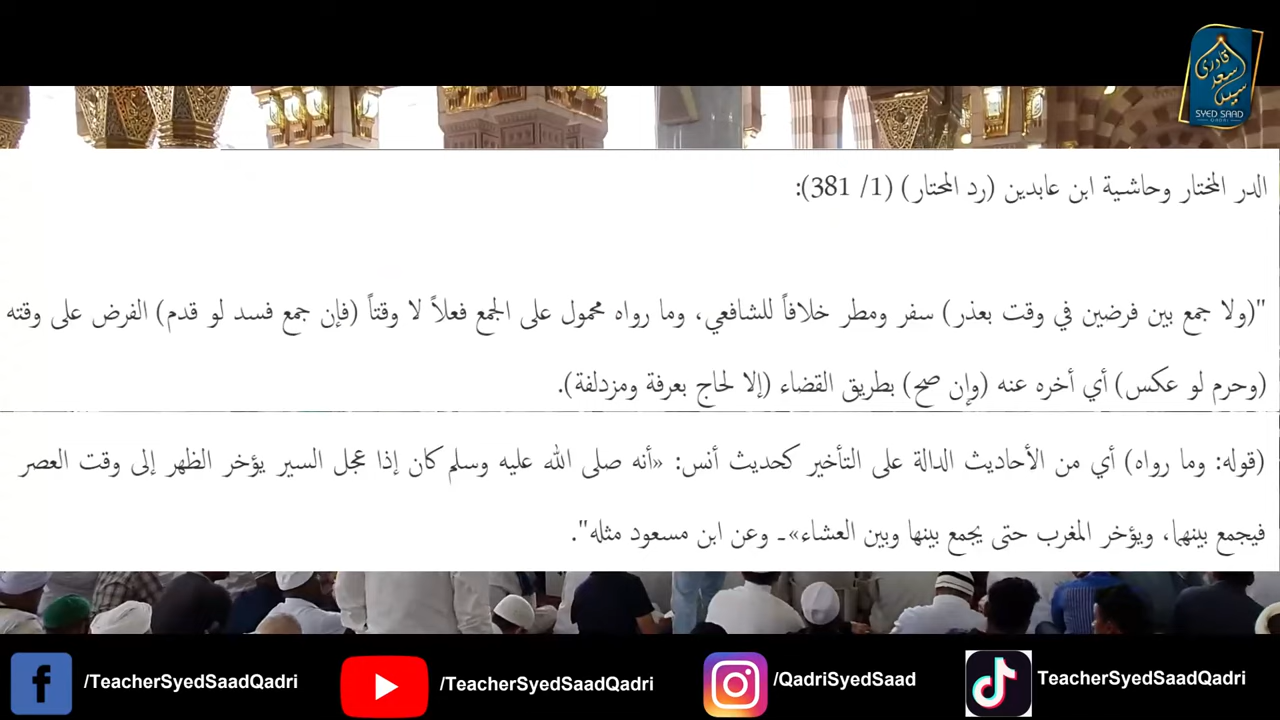 قادری
سعد
سید
SYED SAAD
QADRI
الدر المختار وحاشية ابن عابدين (رد المحتار) (1/ 381):
"(ولا جمع بين فرضين في وقت بعذر) سفر ومطر خلافاً للشافعي، وما رواه محمول على الجمع فعلاً لا وقتاً (فإن جمع فسد لو قدم) الفرض على وقته
(وحرم لو عكس) أي أخره عنه (وإن صح) بطريق القضاء (إلا لحاج بعرفة ومزدلفة).
(قوله: وما رواه) أي من الأحاديث الدالة على التأخير كحديث أنس: «أنه صلى الله عليه وسلم كان إذا عجل السير يؤخر الظهر إلى وقت العصر
فيجمع بينهما، ويؤخر المغرب حتى يجمع بينها وبين العشاء»۔ وعن ابن مسعود مثله".
/TeacherSyedSaadQadri
/TeacherSyedSaadQadri
/QadriSyedSaad
TeacherSyedSaadQadri